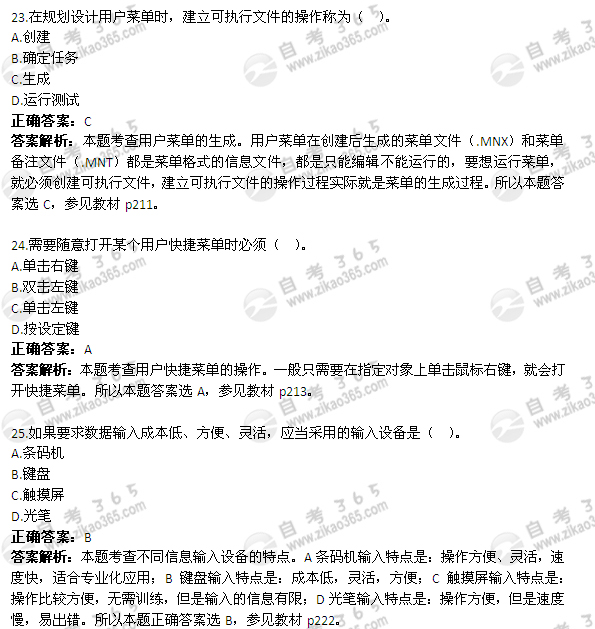 23.在规划设计用户菜单时，建立可执行文件的操作称为（　）。
A.创建
B.确定任务
C.生成
D.运行测试
正确答案：C
答案解析：本题考查用户菜单的生成。用户菜单在创建后生成的菜单文件（.MNX）和菜单
备注文件（.MNT）都是菜单格式的信息文件，都是只能编辑不能运行的，要想运行菜单，
就必须创建可执行文件，建立可执行文件的操作过程实际就是菜单的生成过程。所以本题答
案选 C，参见教材 p211。
24.需要随意打开某个用户快捷菜单时必须（　）。
A.单击右键
B.双击左键
C.单击左键
D.按设定键
正确答案：A
答案解析：本题考查用户快捷菜单的操作。一般只需要在指定对象上单击鼠标右键，就会打
开快捷菜单。所以本题答案选 A，参见教材 p213。
25.如果要求数据输入成本低、方便、灵活，应当采用的输入设备是（　）。
A.条码机
B.键盘
C.触摸屏
D.光笔
正确答案：B
答案解析：本题考查不同信息输入设备的特点。A 条码机输入特点是：操作方便、灵活，速
度快，适合专业化应用；B 键盘输入特点是：成本低，灵活，方便；C 触摸屏输入特点是：
操作比较方便，无需训练，但是输入的信息有限；D 光笔输入特点是：操作方便，但是速度
慢，易出错。所以本题正确答案选 B，参见教材 p222。
自考365
www.zikao365.com